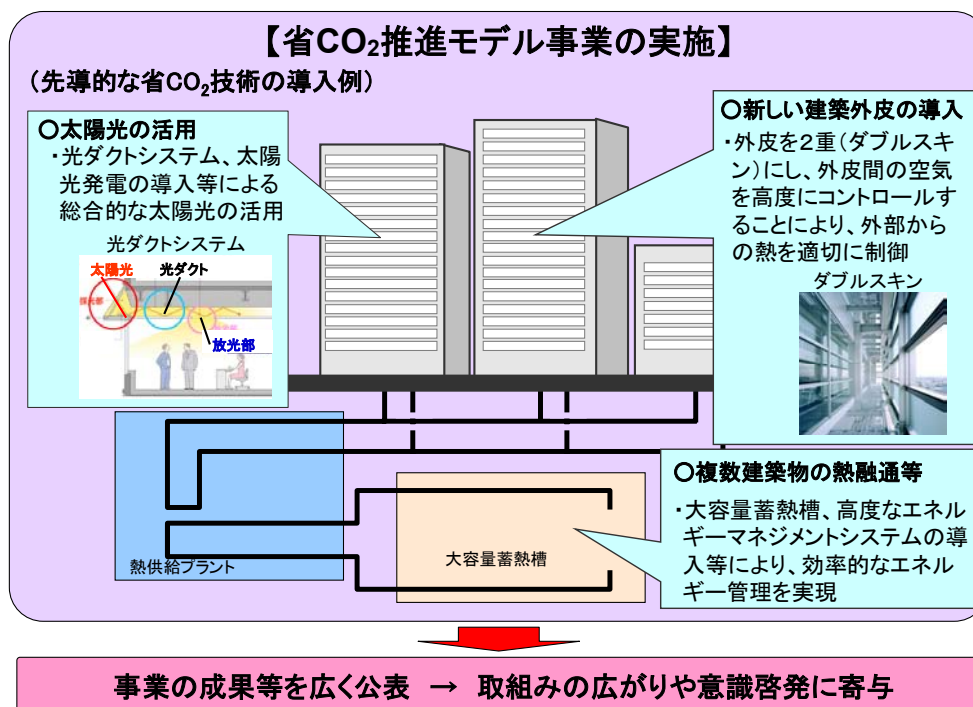 【省CO₂推進モデル事業の実施】
(先導的な省CO₂技術の導入例)
○太陽光の活用
・光ダクトシステム、太陽
光発電の導入等による
総合的な太陽光の活用
光ダクトシステム
太陽光
光ダクト
採光部
放光部
○新しい建築外皮の導入
・外皮を2重(ダブルスキ
ン)にし、外皮間の空気
を高度にコントロールす
ることにより、外部から
の熱を適切に制御
ダブルスキン
○複数建築物の熱融通等
・大容量蓄熱槽、高度なエネル
ギーマネジメントシステムの導
入等により、効率的なエネル
ギー管理を実現
熱供給プラント
大容量蓄熱槽
事業の成果等を広く公表 → 取組みの広がりや意識啓発に寄与